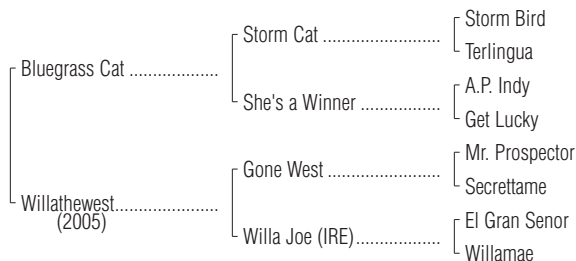 Storm Bird
Storm Cat ........................
Terlingua
Bluegrass Cat ..................
A.P. Indy
She's a Winner ................
Get Lucky
Mr. Prospector
Gone West .......................
Secrettame
Willathewest.....................
(2005)
El Gran Senor
Willa Joe (IRE).................
Willamae